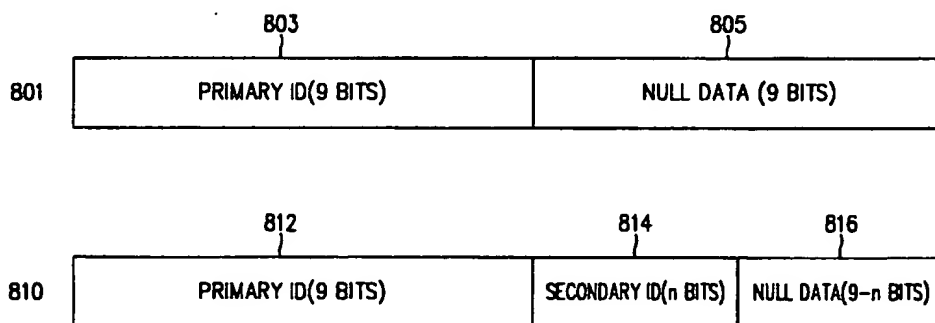 803 805
801 PRIMARY ID(9 BITS) NULL DATA (9 BITS)
812 814 816
810 PRIMARY ID(9 BITS) SECONDARY ID(n BITS) NULL DATA(9-n BITS)